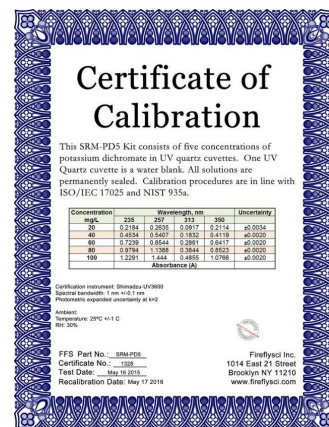 Certificate of
Calibration
This SRM-PD5 Kit consists of five concentrations of
potassium dichromate in UV quartz cuvettes. One UV
Quartz cuvette is a water blank. All solutions are
permanently sealed. Calibration procedures are in line with
ISO/IEC 17025 and NIST 935a.
Concentration Wavelength, nm Uncertainty
mg/L 235 257 313 350
20 0.2184 0.2635 0.0917 0.2114 ±0.0034
40 0.4534 0.5407 0.1832 0.4119 ±0.0020
60 0.7239 0.8544 0.2861 0.6417 ±0.0020
80 0.9794 1.1388 0.3844 0.8523 ±0.0020
100 1.2291 1.444 0.4855 1.0766 ±0.0020
Absorbance (A)
Certification instrument: Shimadzu-UV3600
Spectral bandwidth: 1 nm +/-0.1 nm
Photometric expanded uncertainty at k=2
Ambient:
Temperature: 25ºC +/-1 C
RH: 30%
FFS Part No.: SRM-PD5
Certificate No.: 1328
Test Date: May 16 2015
Recalibration Date: May 17 2016
Fireflysci Inc.
1014 East 21 Street
Brooklyn NY 11210
www.fireflysci.com